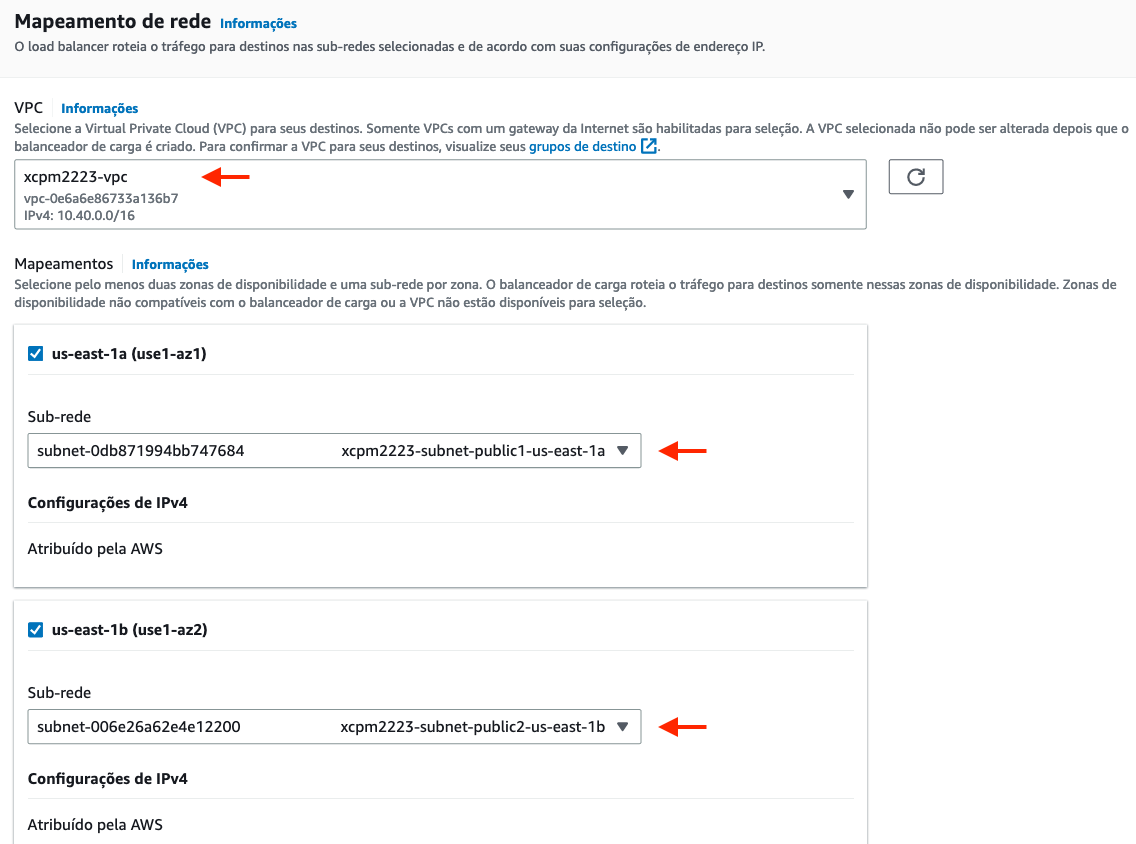 Mapeamento de rede Informações
O load balancer roteia o tráfego para destinos nas sub-redes selecionadas e de acordo com suas configurações de endereço IP.
VPC Informações
Selecione a Virtual Private Cloud (VPC) para seus destinos. Somente VPCs com um gateway da Internet são habilitadas para seleção. A VPC selecionada não pode ser alterada depois que o
balanceador de carga é criado. Para confirmar a VPC para seus destinos, visualize seus grupos de destino.
xcpm2223-vpc
vpc-0e6a6e86733a136b7
IPv4: 10.40.0.0/16
Mapeamentos Informações
Selecione pelo menos duas zonas de disponibilidade e uma sub-rede por zona. O balanceador de carga roteia o tráfego para destinos somente nessas zonas de disponibilidade. Zonas de
disponibilidade não compatíveis com o balanceador de carga ou a VPC não estão disponíveis para seleção.
us-east-1a (use1-az1)
Sub-rede
subnet-0db871994bb747684 xcpm2223-subnet-public1-us-east-1a
Configurações de IPv4
Atribuído pela AWS
us-east-1b (use1-az2)
Sub-rede
subnet-006e26a62e4e12200 xcpm2223-subnet-public2-us-east-1b
Configurações de IPv4
Atribuído pela AWS